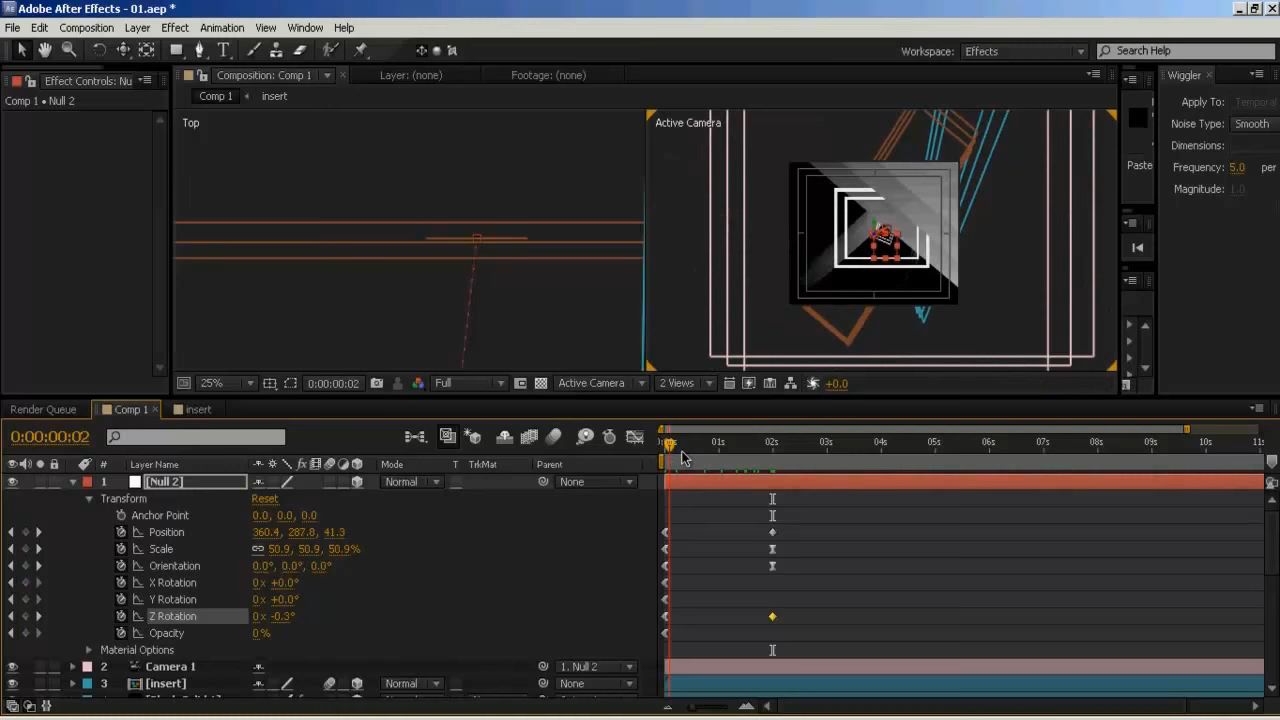 Adobe After Effects - 01.aep *
File Edit Composition Layer Effect Animation View Window Help
Workspace: Effects Search Help
Effect Controls: Nu
Composition: Comp 1 Layer: (none) Footage: (none)
Wiggler ×
Comp 1 • Null 2
Comp 1 insert
Apply To: Temporal
Noise Type: Smooth
Dimensions:
Frequency: 5.0 per
Magnitude: 1.0
Paste
Top
Active Camera
25% 0:00:00:02 Full Active Camera 2 Views +0.0
Render Queue Comp 1 × insert
0:00:00:02
01s 02s 03s 04s 05s 06s 07s 08s 09s 10s 11s
# Layer Name Mode T TrkMat Parent
1 [Null 2] Normal None
Transform Reset
Anchor Point 0.0, 0.0, 0.0
Position 360.4, 287.8, 41.3
Scale 50.9, 50.9, 50.9%
Orientation 0.0°, 0.0°, 0.0°
X Rotation 0x +0.0°
Y Rotation 0x +0.0°
Z Rotation 0x -0.3°
Opacity 0%
Material Options
2 Camera 1 1. Null 2
3 [insert] Normal None